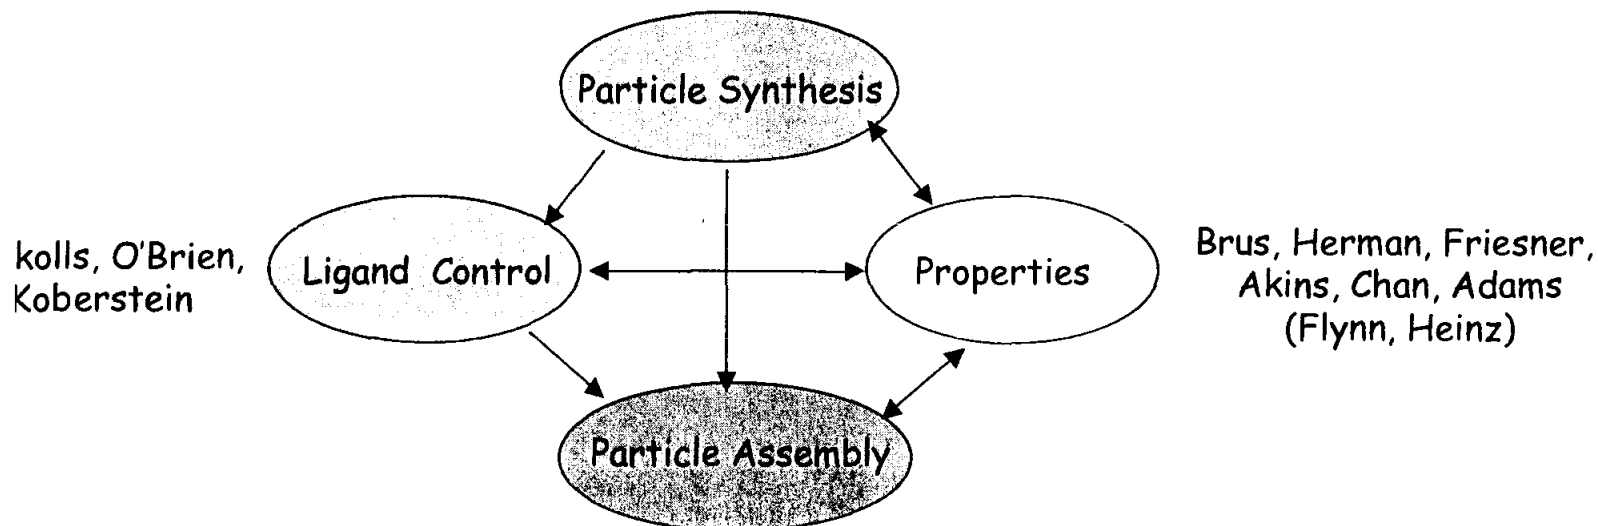 Particle Synthesis
kolls, O'Brien,
Koberstein
Ligand Control
Properties
Brus, Herman, Friesner,
Akins, Chan, Adams
(Flynn, Heinz)
Particle Assembly